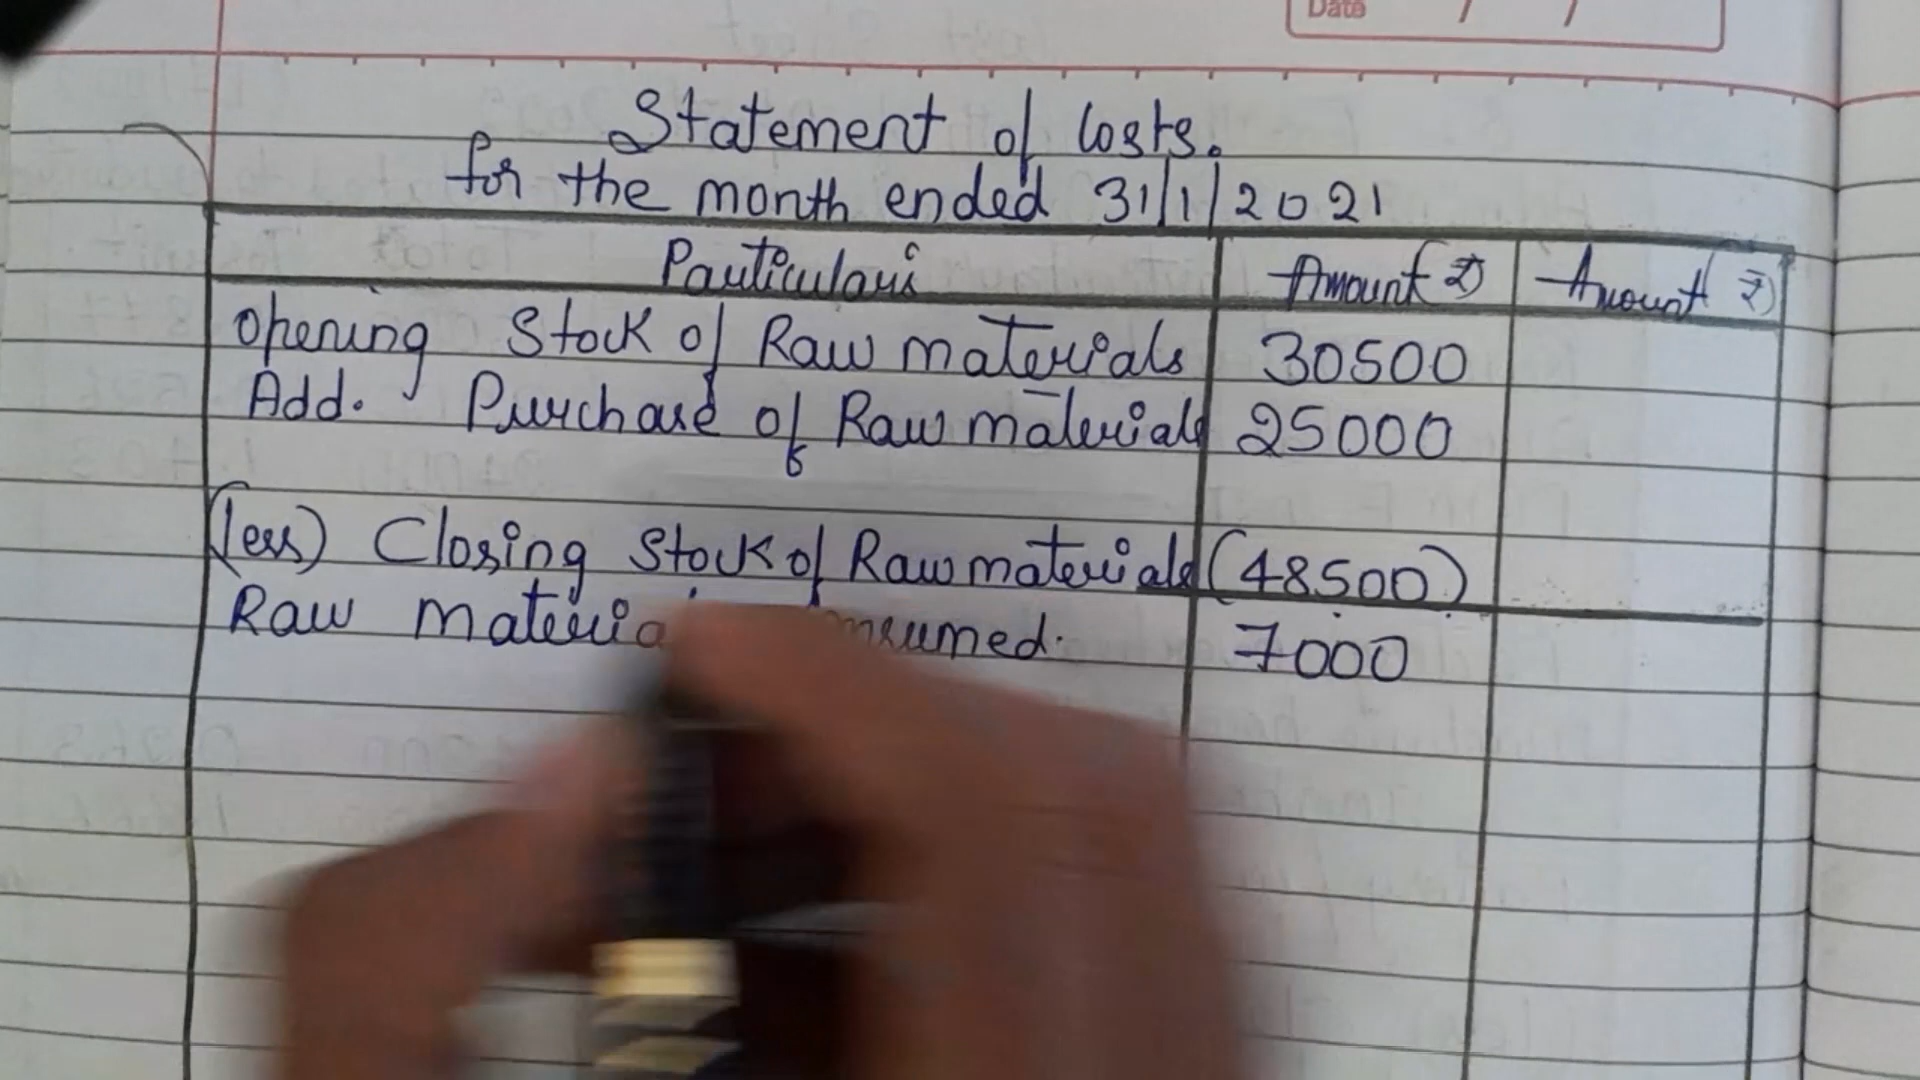 Date / /
Statement of Costs.
for the month ended 31/1/2021
Particulars Amount ₹) Amount ₹)
Opening Stock of Raw materials 30500
Add. Purchase of Raw materials 25000
(less) Closing Stock of Raw materials (48500)
Raw 7000